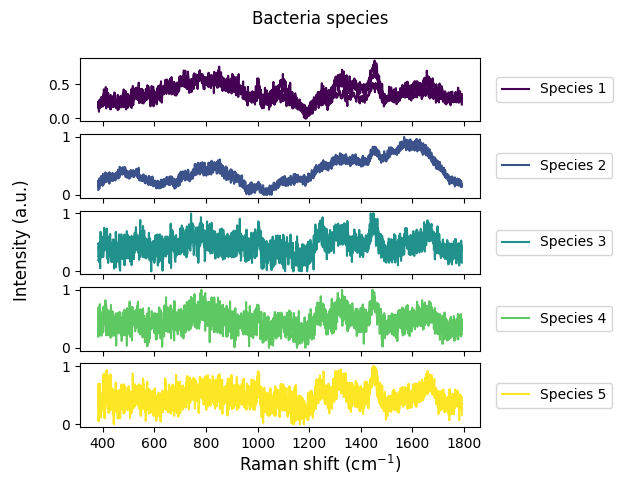 Bacteria species
0.5
0.0
Species 1
1
0
Species 2
1
0
Species 3
1
0
Species 4
1
0
Species 5
400 600 800 1000 1200 1400 1600 1800
Raman shift (cm⁻¹)
Intensity (a.u.)